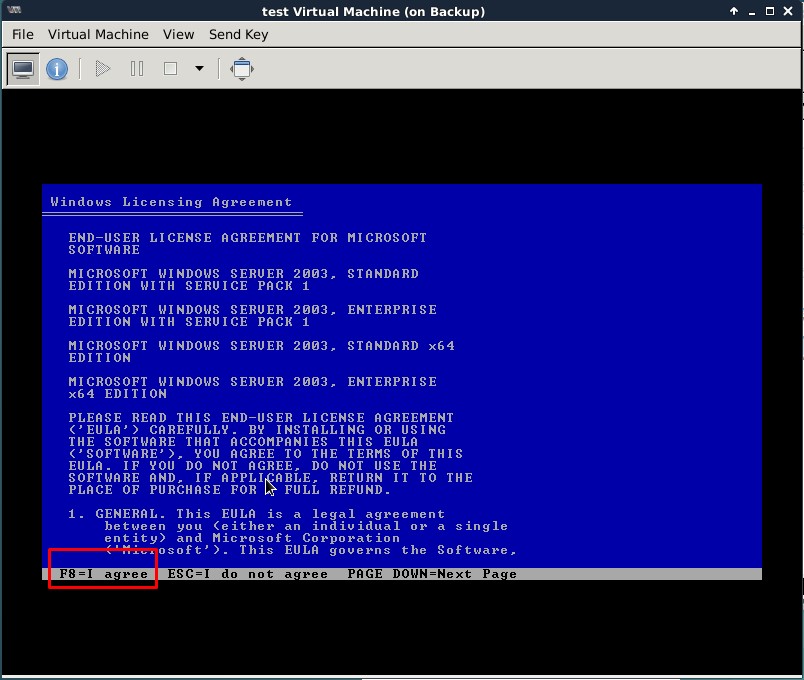 test Virtual Machine (on Backup)
File Virtual Machine View Send Key
Windows Licensing Agreement
END-USER LICENSE AGREEMENT FOR MICROSOFT
SOFTWARE
MICROSOFT WINDOWS SERVER 2003, STANDARD
EDITION WITH SERVICE PACK 1
MICROSOFT WINDOWS SERVER 2003, ENTERPRISE
EDITION WITH SERVICE PACK 1
MICROSOFT WINDOWS SERVER 2003, STANDARD x64
EDITION
MICROSOFT WINDOWS SERVER 2003, ENTERPRISE
x64 EDITION
PLEASE READ THIS END-USER LICENSE AGREEMENT
('EULA') CAREFULLY. BY INSTALLING OR USING
THE SOFTWARE THAT ACCOMPANIES THIS EULA
('SOFTWARE'), YOU AGREE TO THE TERMS OF THIS
EULA. IF YOU DO NOT AGREE, DO NOT USE THE
SOFTWARE AND, IF APPLICABLE, RETURN IT TO THE
PLACE OF PURCHASE FOR A FULL REFUND.
1. GENERAL. This EULA is a legal agreement
between you (either an individual or a single
entity) and Microsoft Corporation
('Microsoft'). This EULA governs the Software,
F8=I agree ESC=I do not agree PAGE DOWN=Next Page